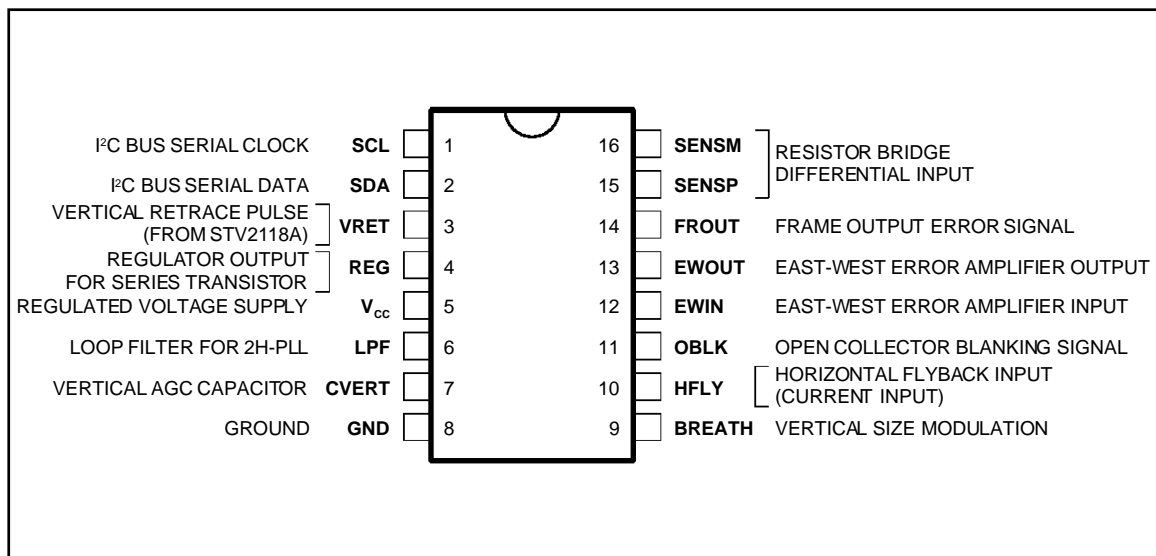 I²C BUS SERIAL CLOCK SCL 1
I²C BUS SERIAL DATA SDA 2
VERTICAL RETRACE PULSE
(FROM STV2118A) VRET 3
REGULATOR OUTPUT
FOR SERIES TRANSISTOR REG 4
REGULATED VOLTAGE SUPPLY VCC 5
LOOP FILTER FOR 2H-PLL LPF 6
VERTICAL AGC CAPACITOR CVERT 7
GROUND GND 8
16 SENSM
15 SENSP
RESISTOR BRIDGE
DIFFERENTIAL INPUT
14 FROUT FRAME OUTPUT ERROR SIGNAL
13 EWOUT EAST-WEST ERROR AMPLIFIER OUTPUT
12 EWIN EAST-WEST ERROR AMPLIFIER INPUT
11 OBLK OPEN COLLECTOR BLANKING SIGNAL
10 HFLY HORIZONTAL FLYBACK INPUT
(CURRENT INPUT)
9 BREATH VERTICAL SIZE MODULATION